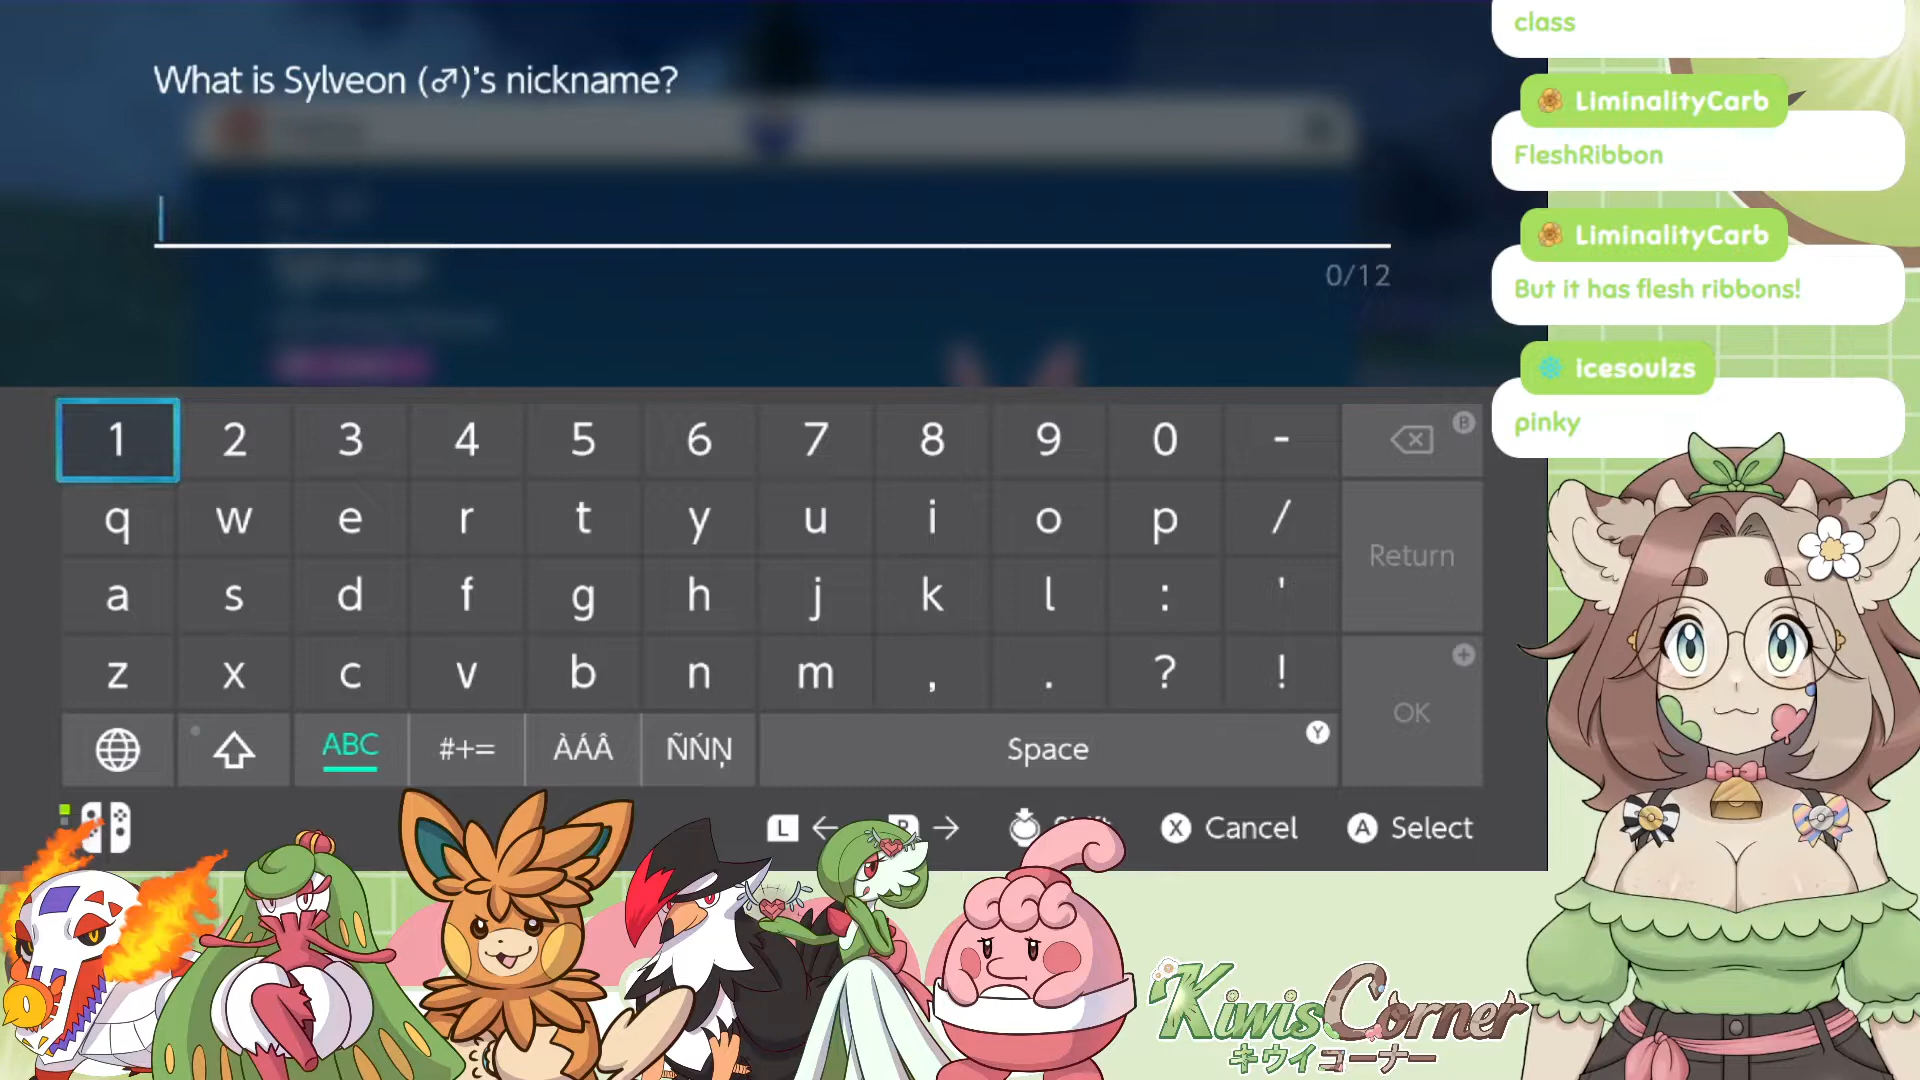 What is Sylveon (♂)'s nickname?
0/12
1 2 3 4 5 6 7 8 9 0 -
q w e r t y u i o p /
Return
a s d f g h j k l : '
z x c v b n m , . ? !
OK
ABC #+= ÀÁÂ ÑŃŅ Space
B
+
Y
L ← R → Shift X Cancel A Select
class
LiminalityCarb
FleshRibbon
LiminalityCarb
But it has flesh ribbons!
icesoulzs
pinky
KiwisCorner
キウイコーナー